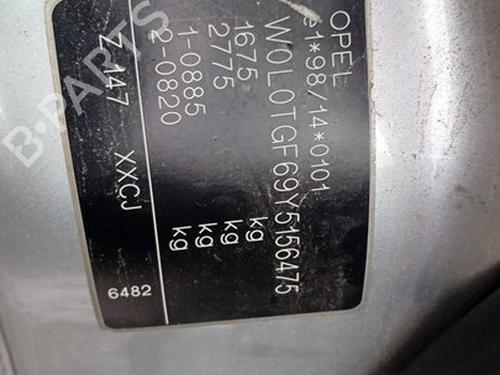 OPEL
e1*98/14*0101
W0L0TGF69Y5156475
1675 kg
2775 kg
1-0885 kg
2-0820 kg
Z 147 XXCJ
6482
B-PARTS